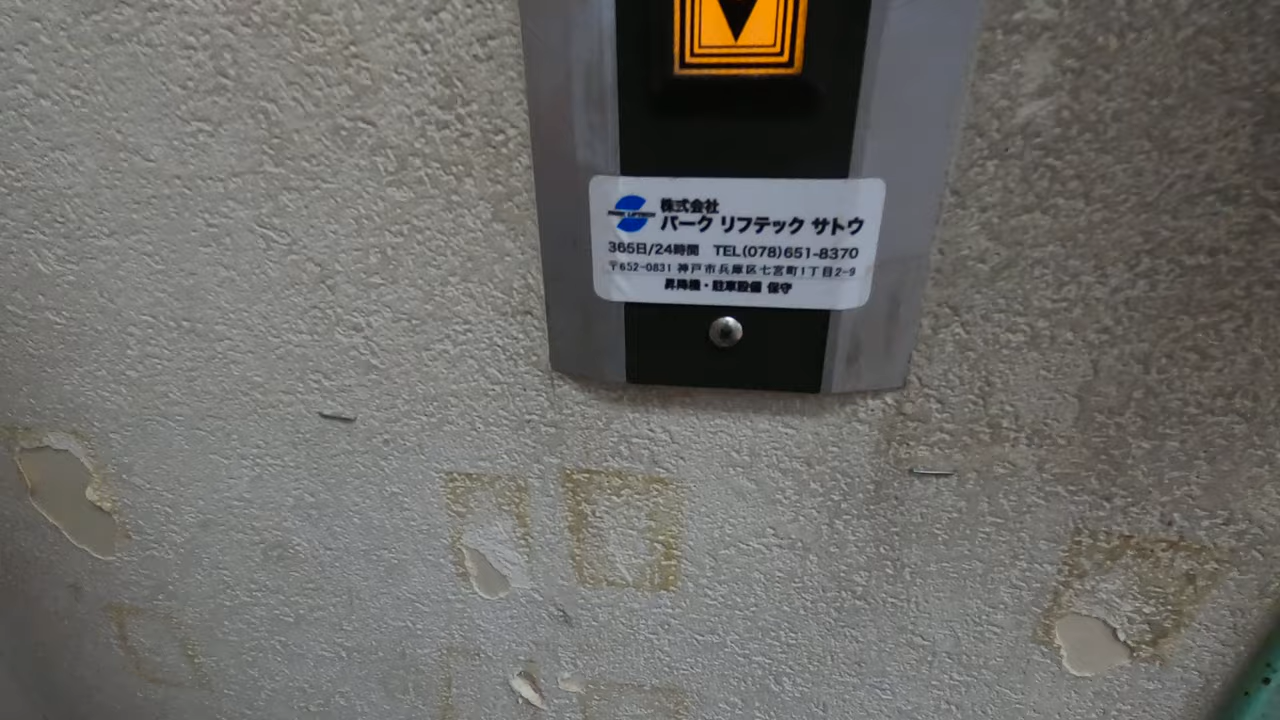 PARK LIFTECH
株式会社
パーク リフテック サトウ
365日/24時間 TEL(078)651-8370
〒652-0831 神戸市兵庫区七宮町1丁目2-9
昇降機・駐車設備 保守